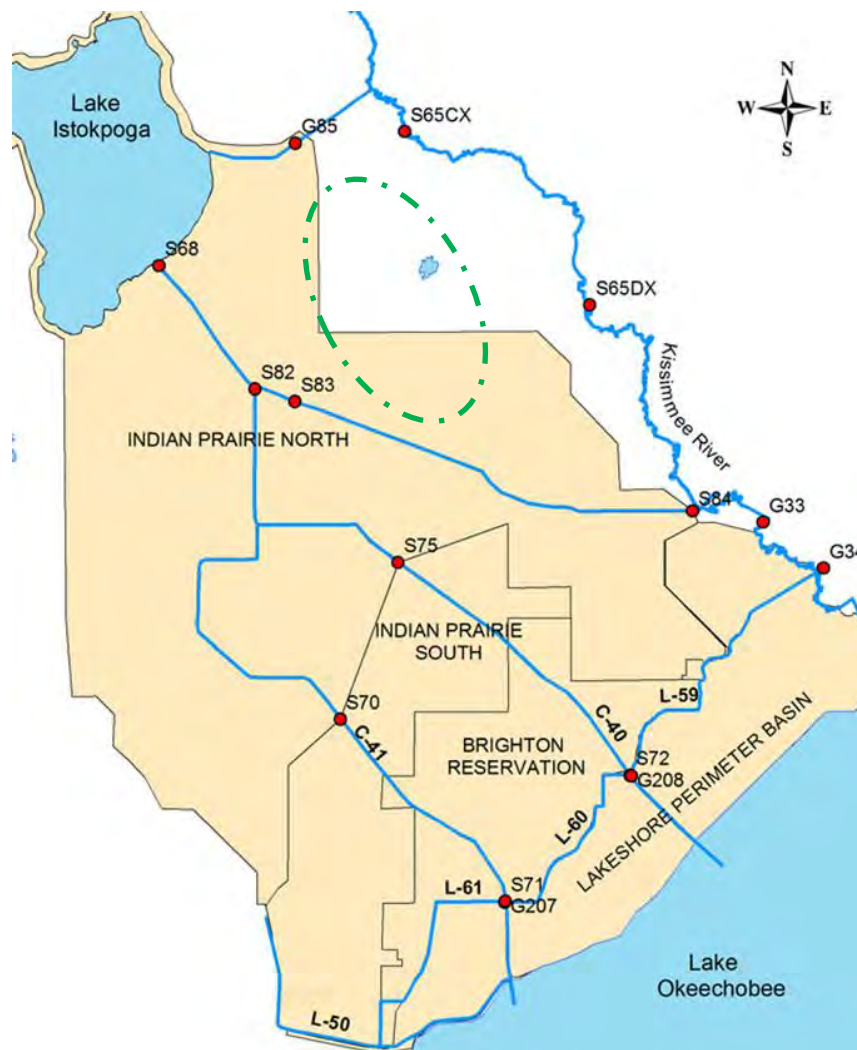 Lake
Istokpoga
G85
S65CX
N
W
E
S
S68
S65DX
S82
S83
Kissimmee River
INDIAN PRAIRIE NORTH
S84
G33
S75
G34
INDIAN PRAIRIE
SOUTH
L-59
S70
C-41
C-40
BRIGHTON
RESERVATION
S72
G208
LAKESHORE PERIMETER BASIN
L-60
L-61
S71
G207
Lake
Okeechobee
L-50